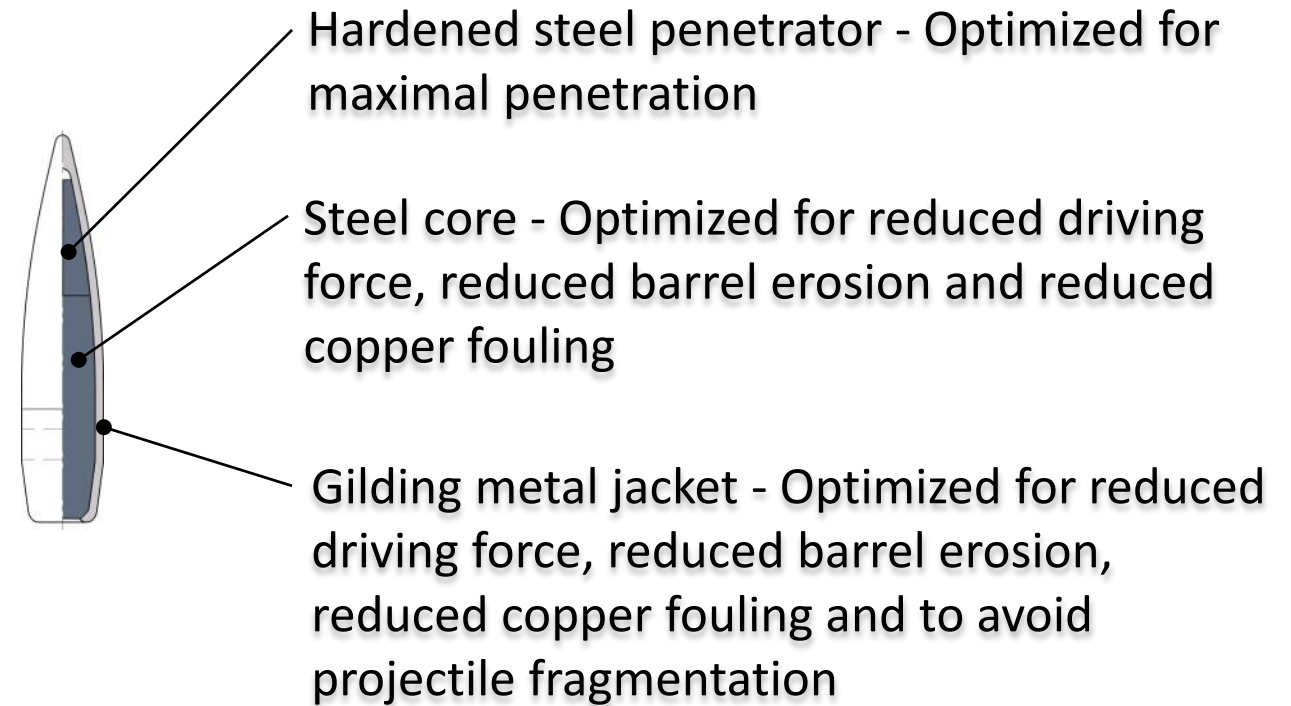 Hardened steel penetrator - Optimized for
maximal penetration
Steel core - Optimized for reduced driving
force, reduced barrel erosion and reduced
copper fouling
Gilding metal jacket - Optimized for reduced
driving force, reduced barrel erosion,
reduced copper fouling and to avoid
projectile fragmentation